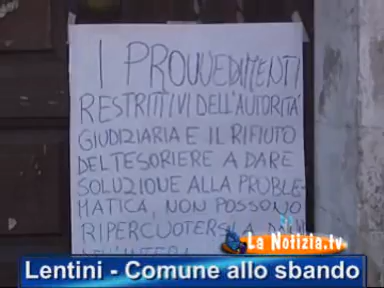 I PROVVEDIMENTI
RESTRITTIVI DELL'AUTORITÀ
GIUDIZIARIA E IL RIFIUTO
DEL TESORIERE A DARE
SOLUZIONE ALLA PROBLE-
MATICA, NON POSSONO
RIPERCUOTERSI A
La Notizia.tv
Lentini - Comune allo sbando